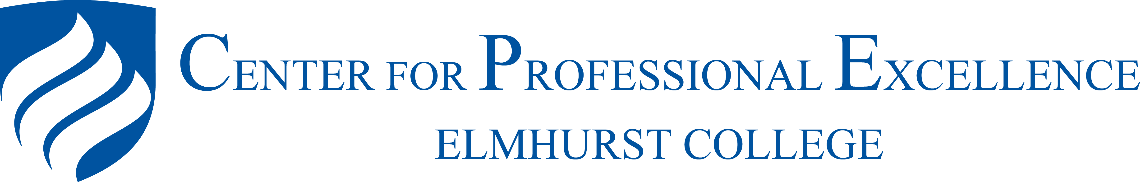 CENTER FOR PROFESSIONAL EXCELLENCE
ELMHURST COLLEGE